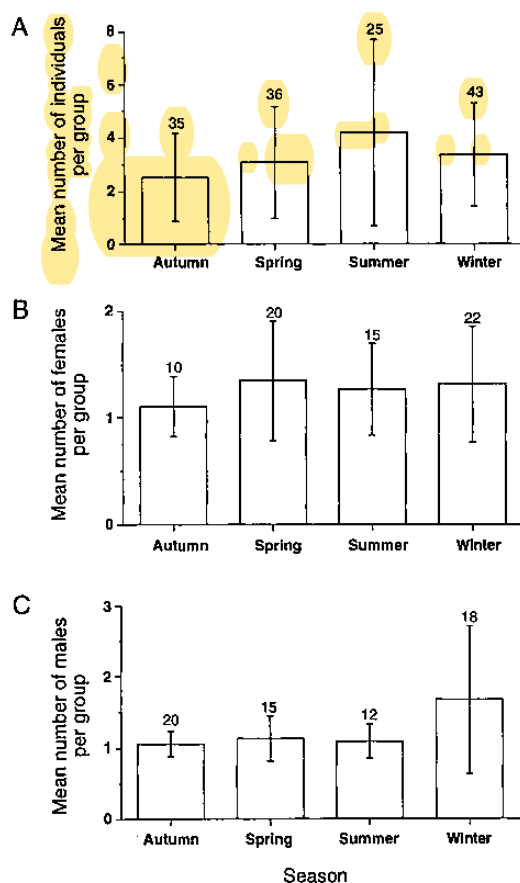 A
Mean number of individuals
per group
8
6
4
2
0
35
36
25
43
Autumn Spring Summer Winter
B
Mean number of females
per group
2
1
0
10
20
15
22
Autumn Spring Summer Winter
C
Mean number of males
per group
3
2
1
0
20
15
12
18
Autumn Spring Summer Winter
Season